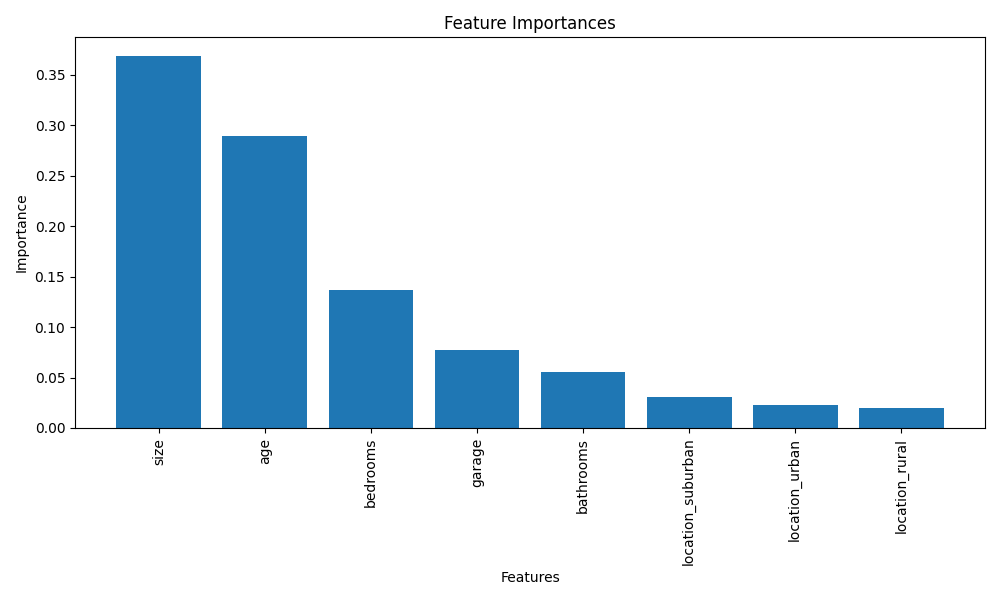 Feature Importances
Importance
0.35
0.30
0.25
0.20
0.15
0.10
0.05
0.00
size
age
bedrooms
garage
bathrooms
location_suburban
location_urban
location_rural
Features